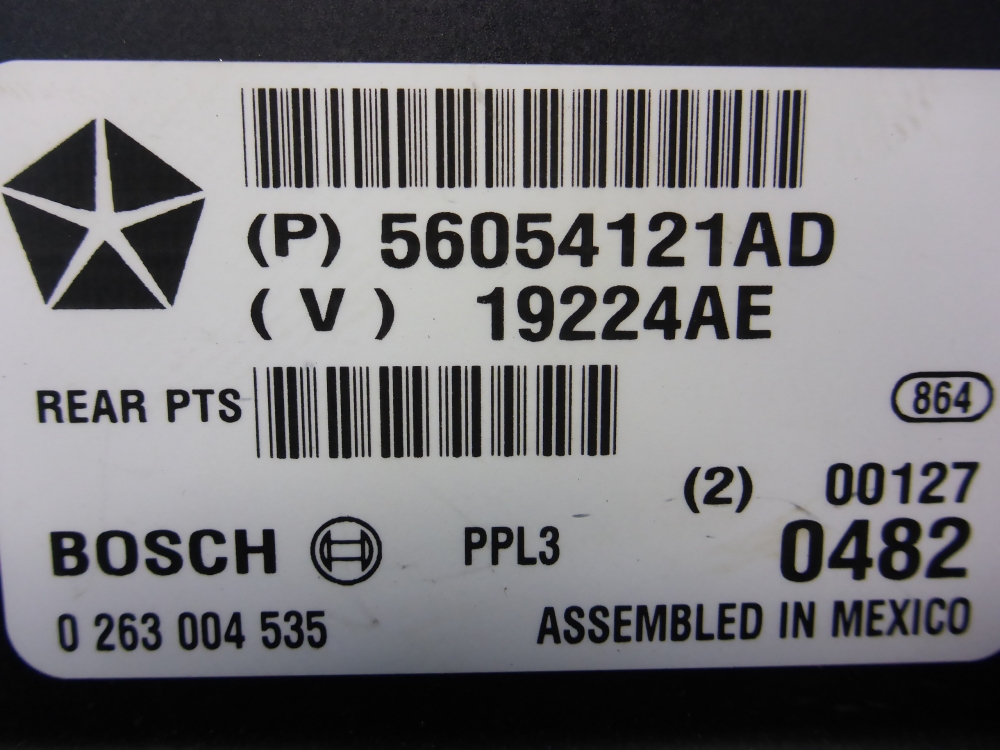 (P) 56054121AD
(V) 19224AE
REAR PTS
864
(2) 00127
BOSCH PPL3 0482
0 263 004 535 ASSEMBLED IN MEXICO